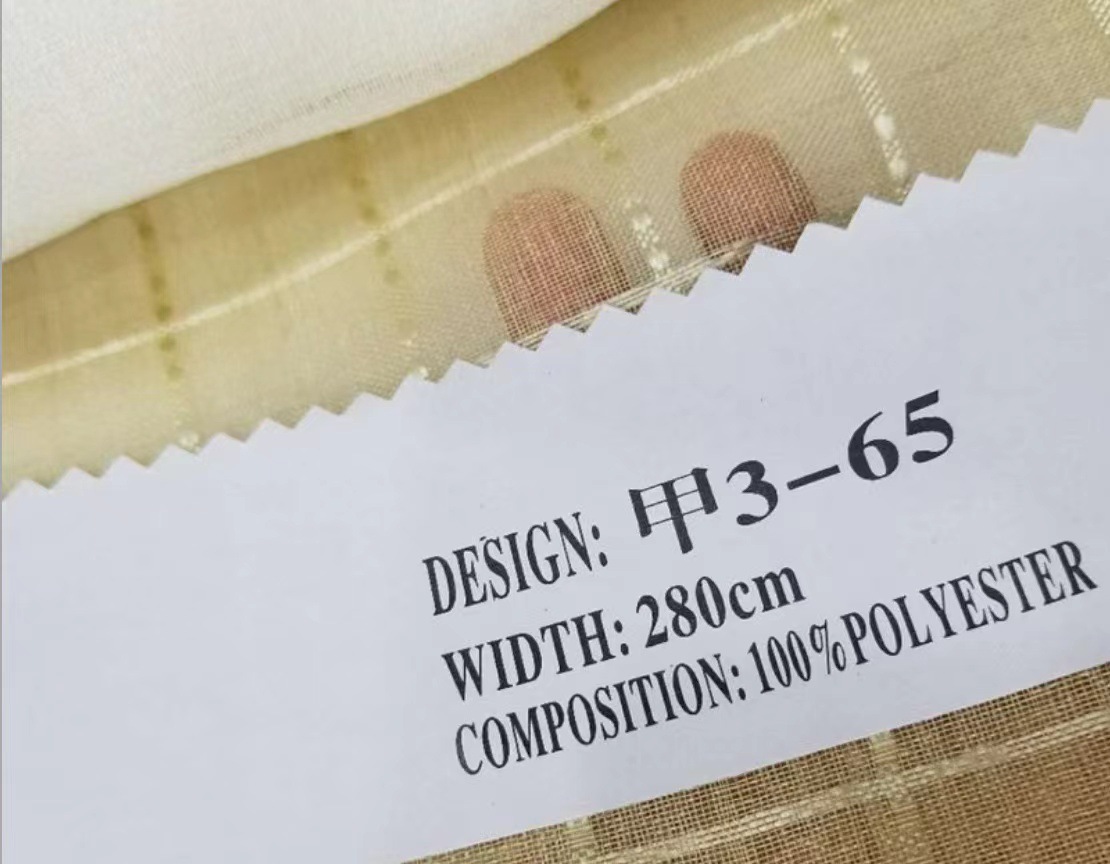 DESIGN: 甲3-65
WIDTH: 280cm
COMPOSITION: 100%POLYESTER